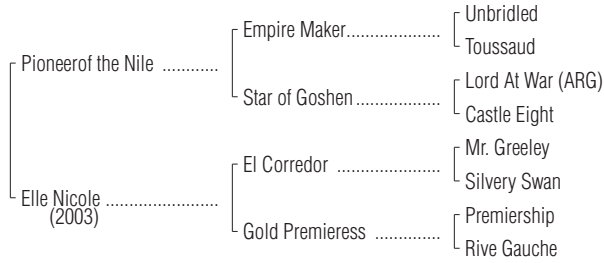 Unbridled
Empire Maker....................
Toussaud
Pioneerof the Nile ............
Lord At War (ARG)
Star of Goshen..................
Castle Eight
Mr. Greeley
El Corredor ......................
Silvery Swan
Elle Nicole ........................
(2003)
Premiership
Gold Premieress ..............
Rive Gauche